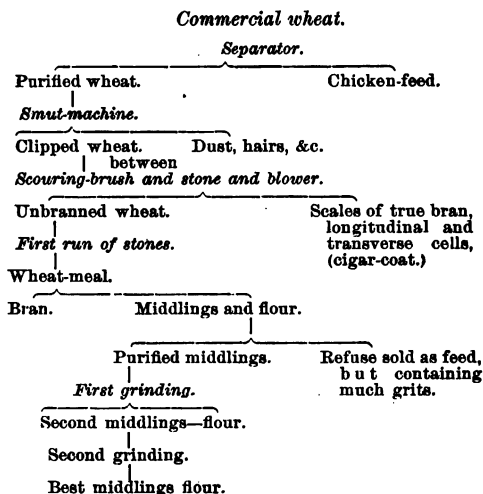 Commercial wheat.
Separator.
Purified wheat. Chicken-feed.
Smut-machine.
Clipped wheat. Dust, hairs, &c.
between
Scouring-brush and stone and blower.
Unbranned wheat. Scales of true bran,
longitudinal and
First run of stones. transverse cells,
(cigar-coat.)
Wheat-meal.
Bran. Middlings and flour.
Purified middlings. Refuse sold as feed,
but containing
First grinding. much grits.
Second middlings—flour.
Second grinding.
Best middlings flour.